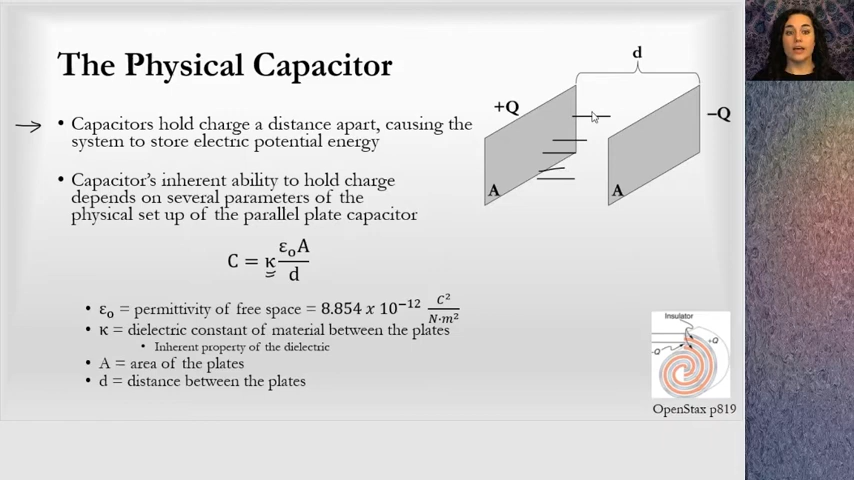 The Physical Capacitor
• Capacitors hold charge a distance apart, causing the
system to store electric potential energy
• Capacitor's inherent ability to hold charge
depends on several parameters of the
physical set up of the parallel plate capacitor
C = κ ε₀A / d
• ε₀ = permittivity of free space = 8.854 x 10⁻¹² C²/N·m²
• κ = dielectric constant of material between the plates
• Inherent property of the dielectric
• A = area of the plates
• d = distance between the plates
d
+Q
−Q
A
A
Insulator
+Q
-Q
OpenStax p819